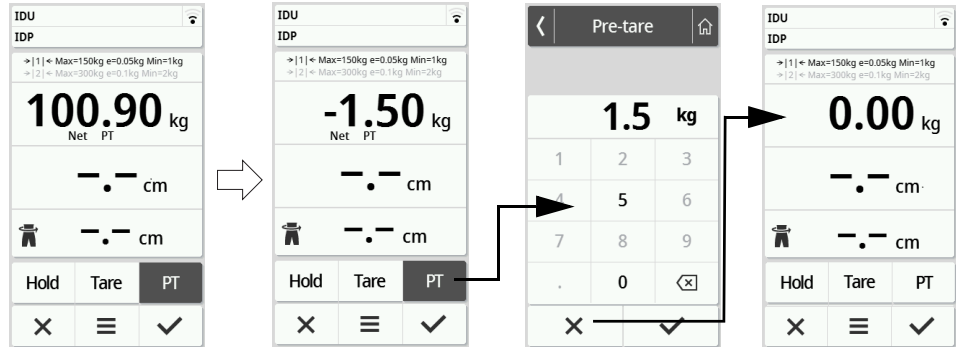 IDU
IDP
→|1|← Max=150kg e=0.05kg Min=1kg
→|2|← Max=300kg e=0.1kg Min=2kg
100.90 kg
Net PT
–.– cm
–.– cm
Hold Tare PT
IDU
IDP
→|1|← Max=150kg e=0.05kg Min=1kg
→|2|← Max=300kg e=0.1kg Min=2kg
-1.50 kg
Net PT
–.– cm
–.– cm
Hold Tare PT
Pre-tare
1.5 kg
1 2 3
4 5 6
7 8 9
. 0
IDU
IDP
→|1|← Max=150kg e=0.05kg Min=1kg
→|2|← Max=300kg e=0.1kg Min=2kg
0.00 kg
–.– cm
–.– cm
Hold Tare PT